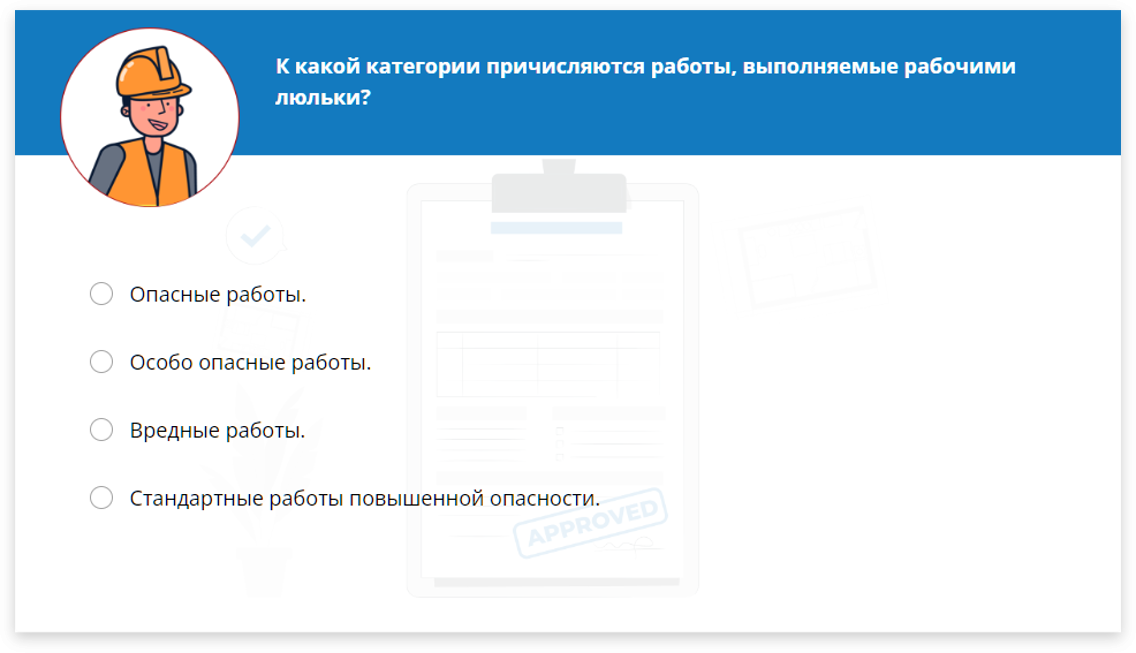 К какой категории причисляются работы, выполняемые рабочими
люльки?
Опасные работы.
Особо опасные работы.
Вредные работы.
Стандартные работы повышенной опасности.
APPROVED